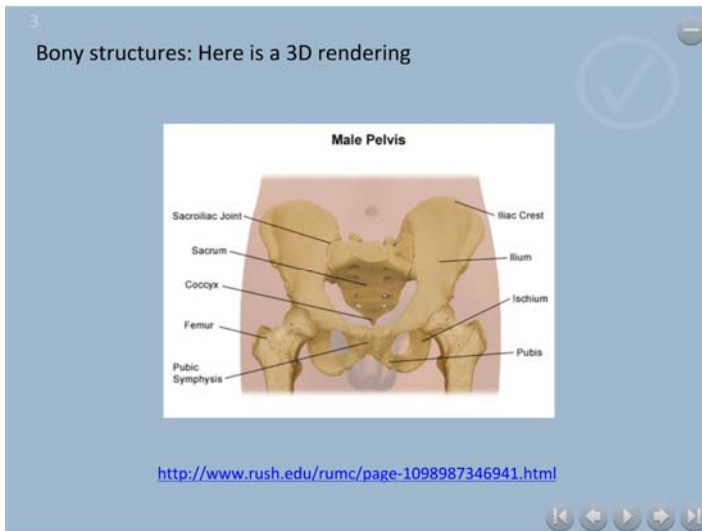 3
Bony structures: Here is a 3D rendering
Male Pelvis
Sacroiliac Joint
Iliac Crest
Sacrum
Ilium
Coccyx
Ischium
Femur
Pubis
Pubic
Symphysis
http://www.rush.edu/rumc/page-1098987346941.html